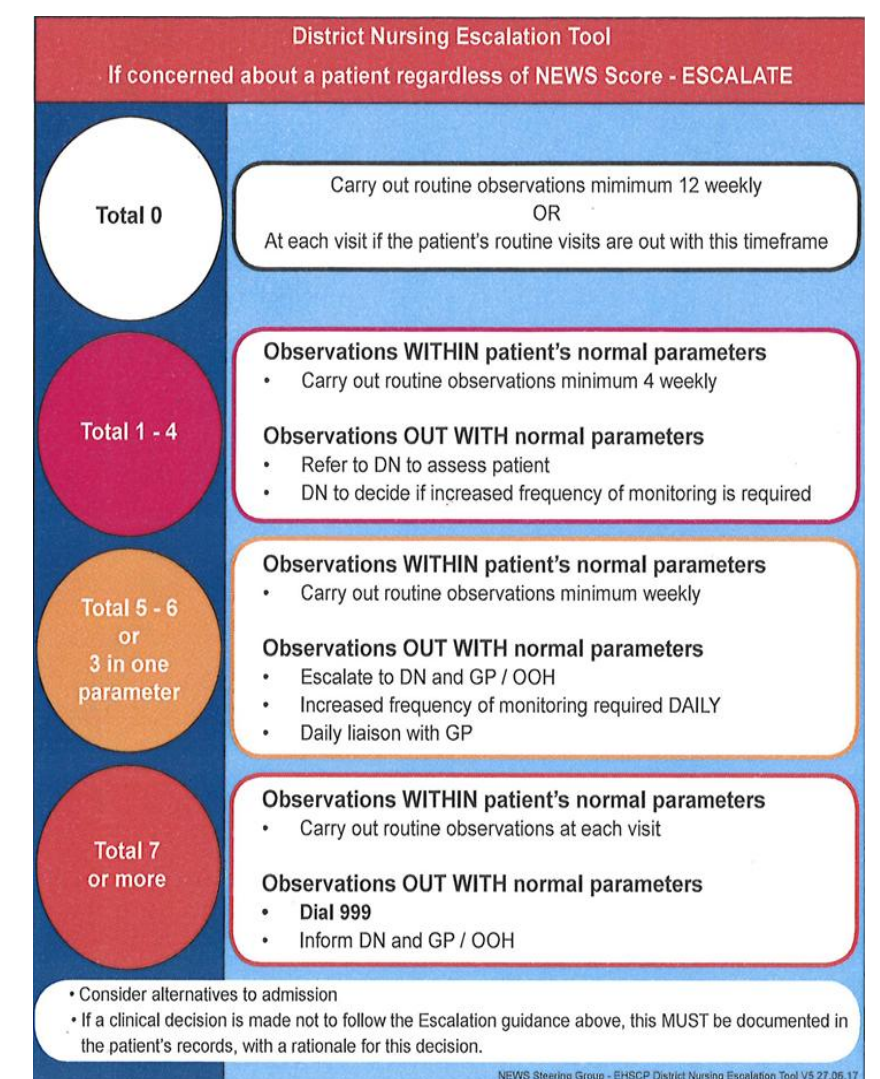 District Nursing Escalation Tool
If concerned about a patient regardless of NEWS Score - ESCALATE
Total 0
Carry out routine observations mimimum 12 weekly
OR
At each visit if the patient's routine visits are out with this timeframe
Total 1 - 4
Observations WITHIN patient's normal parameters
• Carry out routine observations minimum 4 weekly
Observations OUT WITH normal parameters
• Refer to DN to assess patient
• DN to decide if increased frequency of monitoring is required
Total 5 - 6
or
3 in one
parameter
Observations WITHIN patient's normal parameters
• Carry out routine observations minimum weekly
Observations OUT WITH normal parameters
• Escalate to DN and GP / OOH
• Increased frequency of monitoring required DAILY
• Daily liaison with GP
Total 7
or more
Observations WITHIN patient's normal parameters
• Carry out routine observations at each visit
Observations OUT WITH normal parameters
• Dial 999
• Inform DN and GP / OOH
• Consider alternatives to admission
• If a clinical decision is made not to follow the Escalation guidance above, this MUST be documented in
the patient's records, with a rationale for this decision.
NEWS Steering Group - EHSCP District Nursing Escalation Tool V5 27.06.17